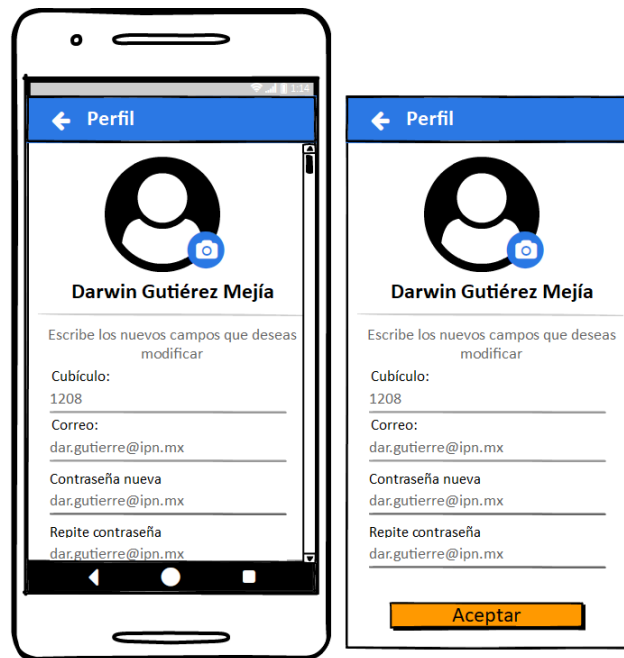 1:14
Perfil
Darwin Gutiérez Mejía
Escribe los nuevos campos que deseas
modificar
Cubículo:
1208
Correo:
dar.gutierre@ipn.mx
Contraseña nueva
dar.gutierre@ipn.mx
Repite contraseña
dar.gutierre@ipn.mx
Perfil
Darwin Gutiérez Mejía
Escribe los nuevos campos que deseas
modificar
Cubículo:
1208
Correo:
dar.gutierre@ipn.mx
Contraseña nueva
dar.gutierre@ipn.mx
Repite contraseña
dar.gutierre@ipn.mx
Aceptar